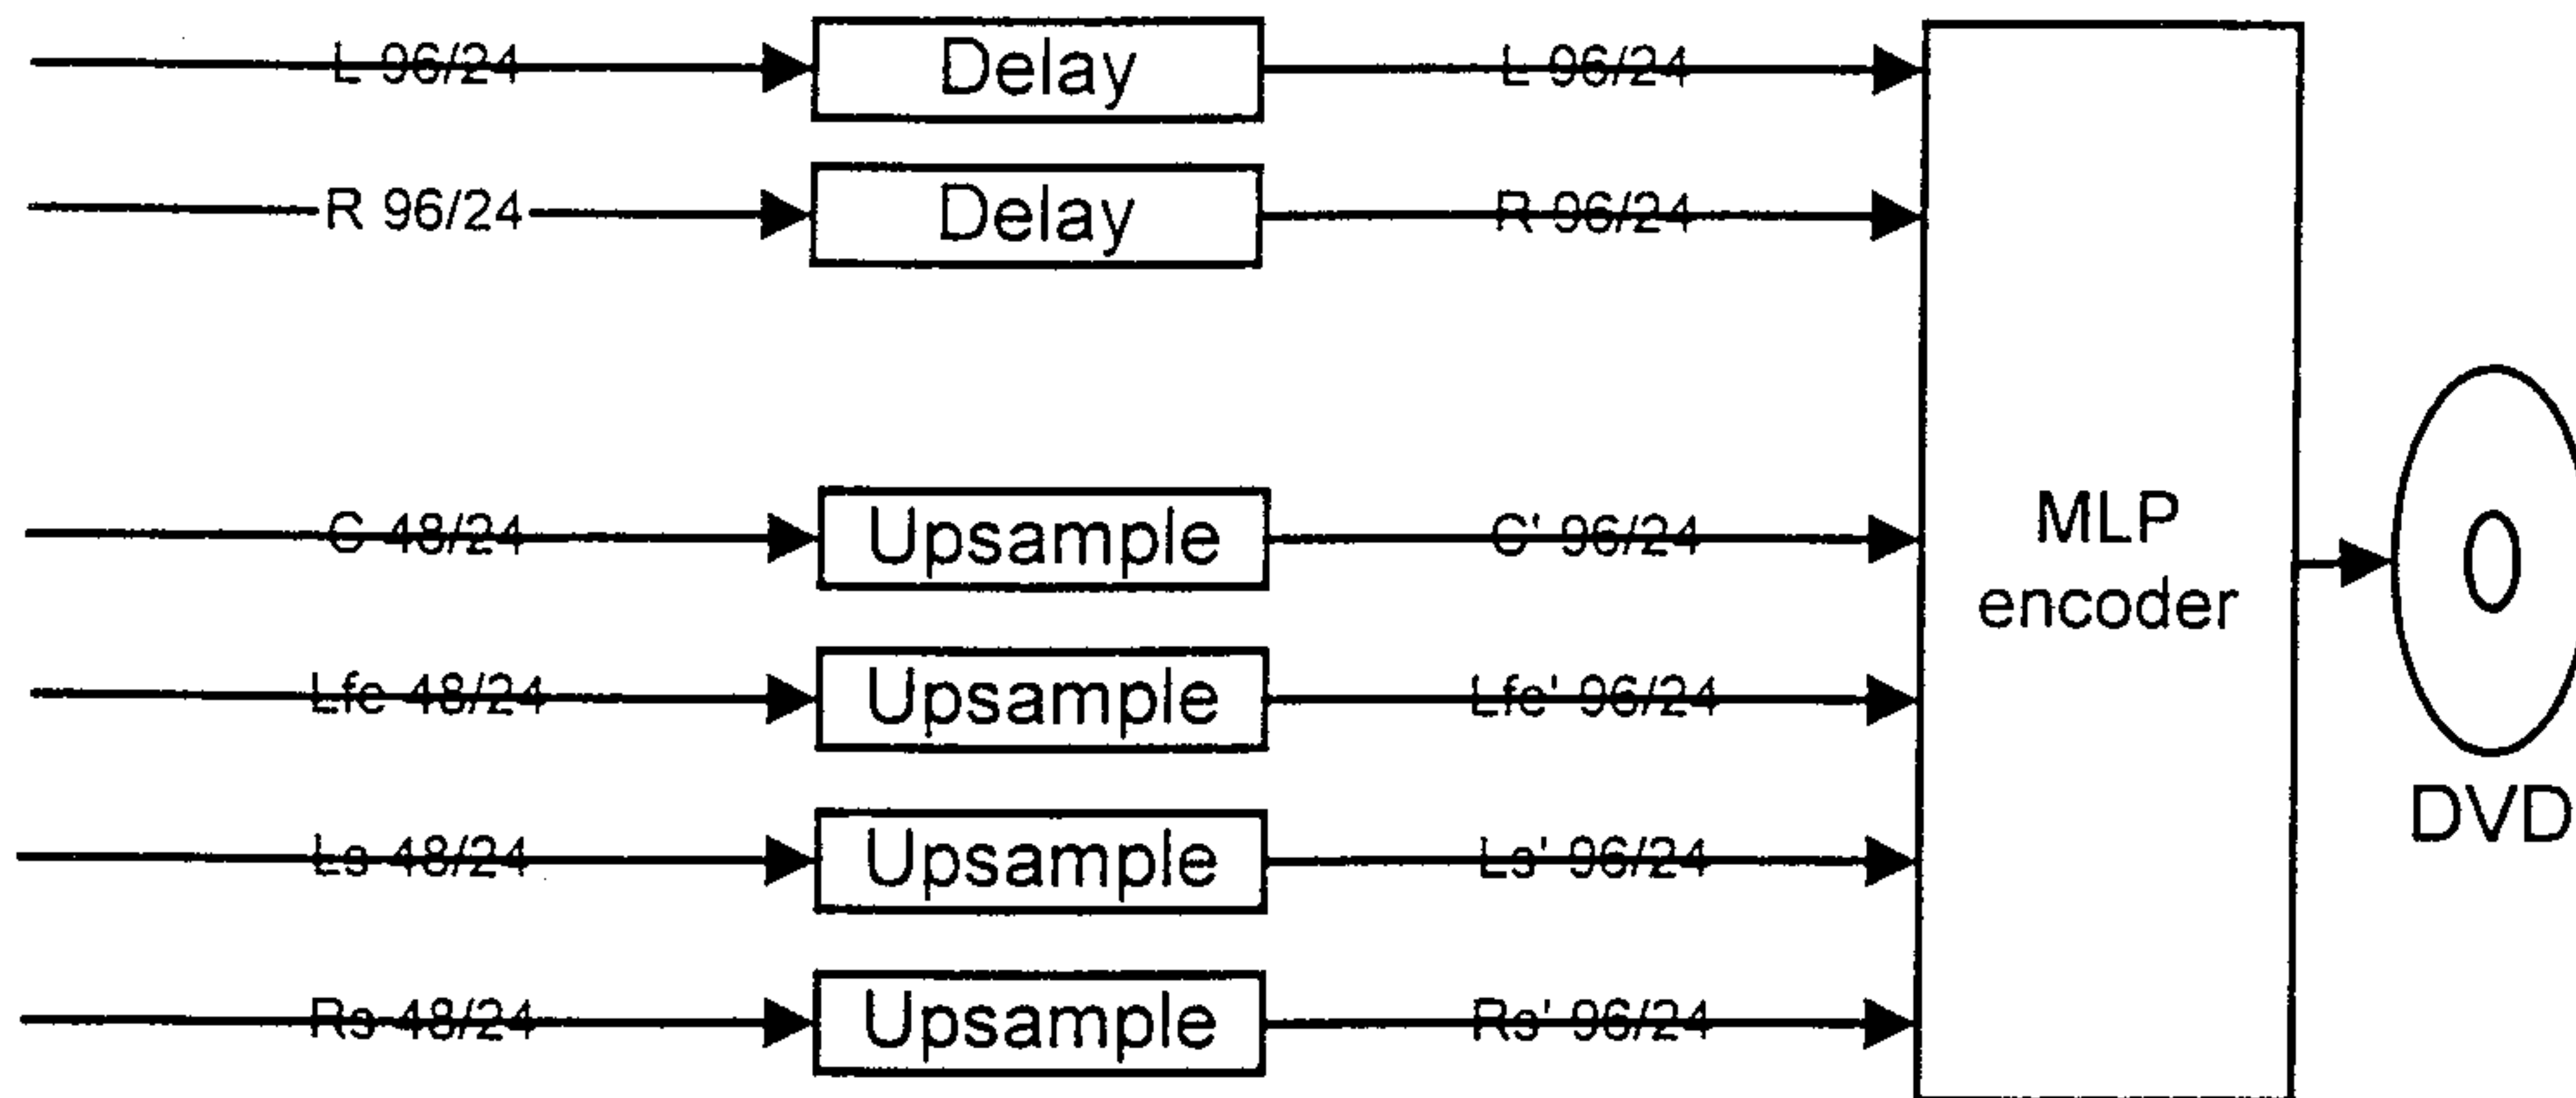 L 96/24 Delay L 96/24
R 96/24 Delay R 96/24
C 48/24 Upsample C' 96/24
MLP
encoder
Lfe 48/24 Upsample Lfe' 96/24
Ls 48/24 Upsample Ls' 96/24
DVD
Rs 48/24 Upsample Rs' 96/24